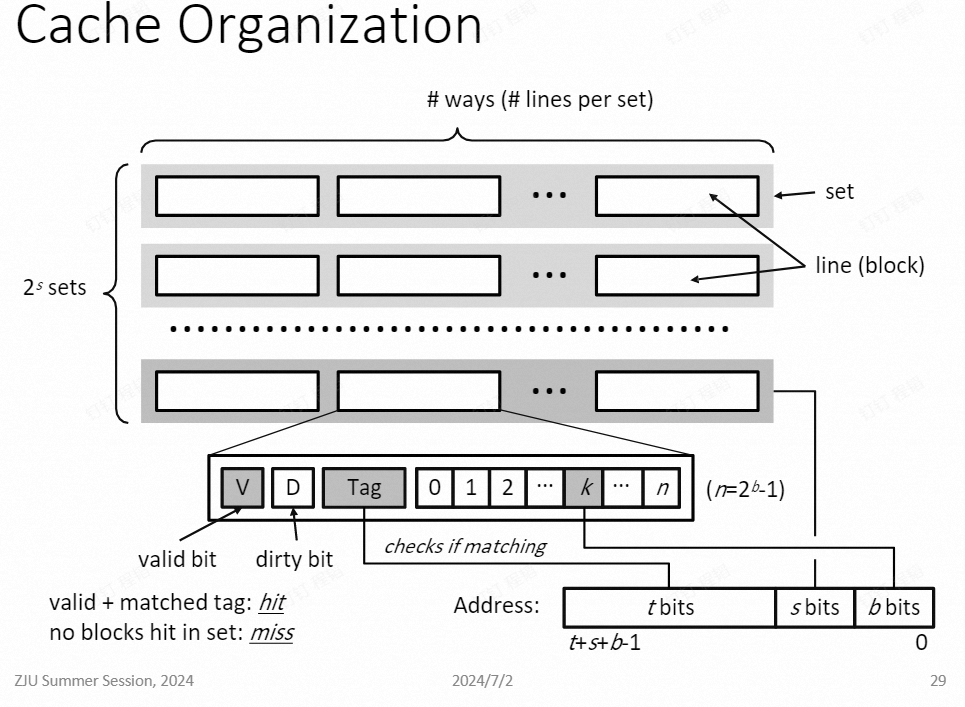 Cache Organization
# ways (# lines per set)
set
line (block)
2ˢ sets
V D Tag 0 1 2 ... k ... n (n=2ᵇ-1)
valid bit
dirty bit
checks if matching
valid + matched tag: hit
no blocks hit in set: miss
Address:
t bits
s bits
b bits
t+s+b-1
0
ZJU Summer Session, 2024
2024/7/2
29